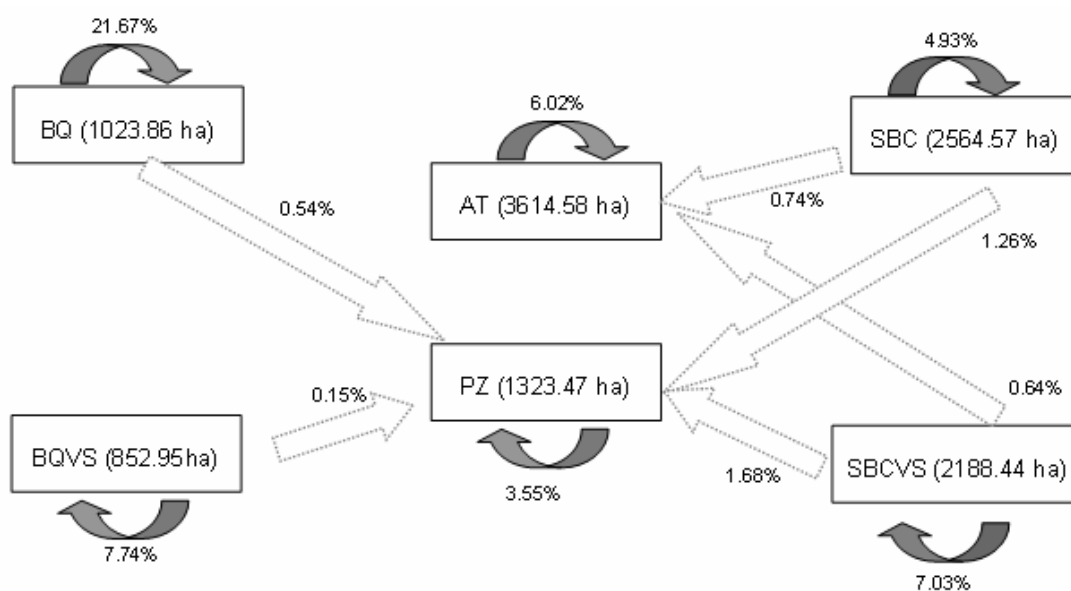 21.67%
4.93%
BQ (1023.86 ha)
6.02%
SBC (2564.57 ha)
AT (3614.58 ha)
0.74%
0.54%
1.26%
PZ (1323.47 ha)
0.15%
0.64%
BQVS (852.95ha)
1.68%
SBCVS (2188.44 ha)
3.55%
7.74%
7.03%